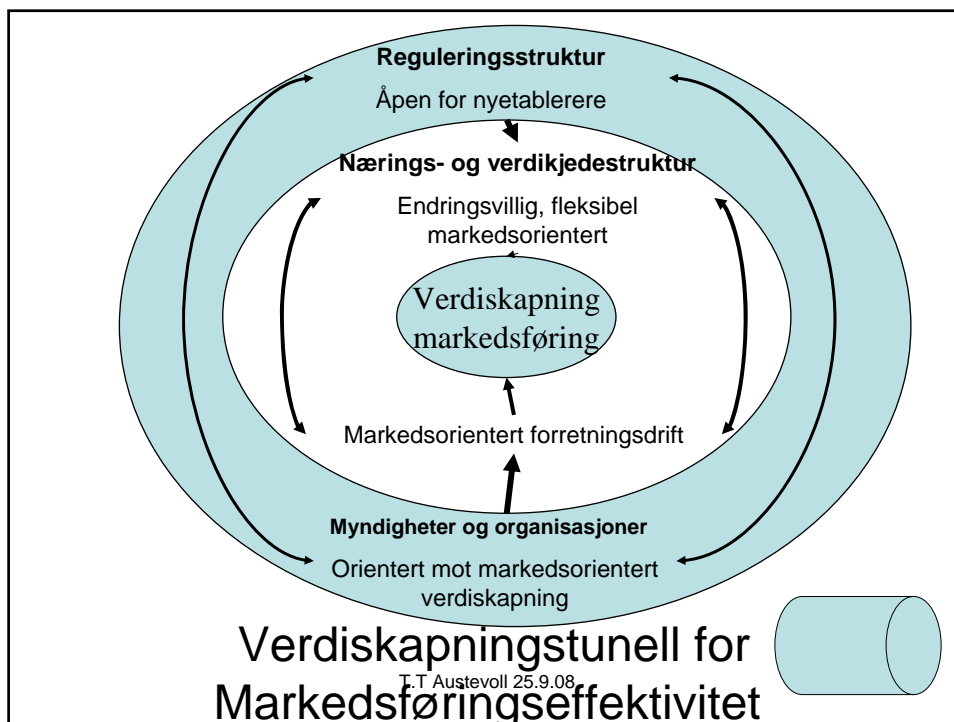 Reguleringsstruktur
Åpen for nyetablerere
Nærings- og verdikjedestruktur
Endringsvillig, fleksibel
markedsorientert
Verdiskapning
markedsføring
Markedsorientert forretningsdrift
Myndigheter og organisasjoner
Orientert mot markedsorientert
verdiskapning
Verdiskapningstunell for
T.T Austevoll 25.9.08
Markedsføringseffektivitet